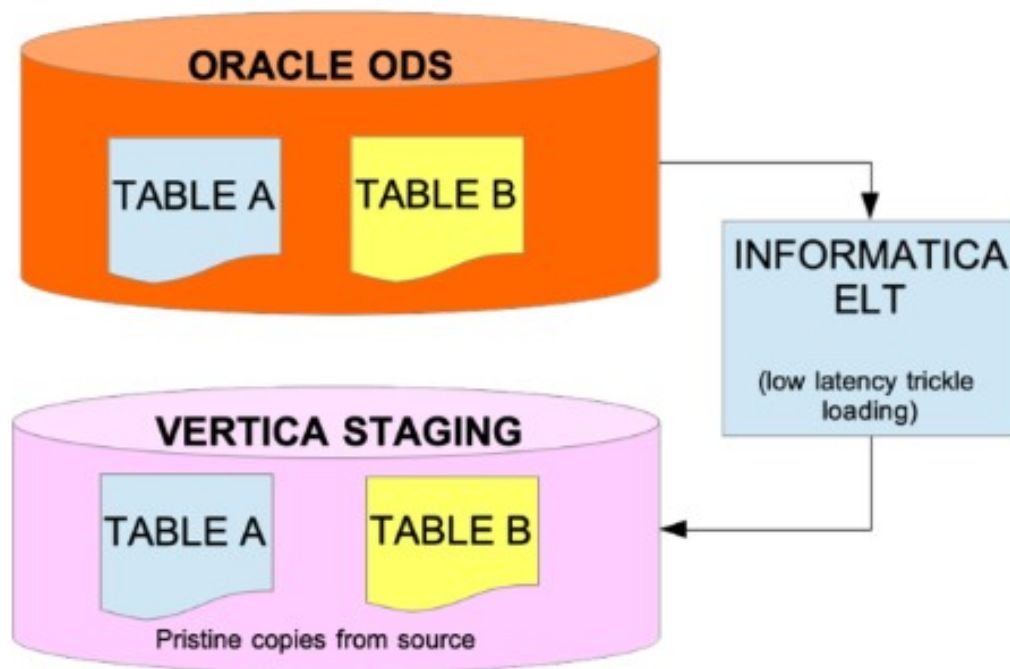 ORACLE ODS
TABLE A
TABLE B
INFORMATICA
ELT
(low latency trickle
loading)
VERTICA STAGING
TABLE A
TABLE B
Pristine copies from source